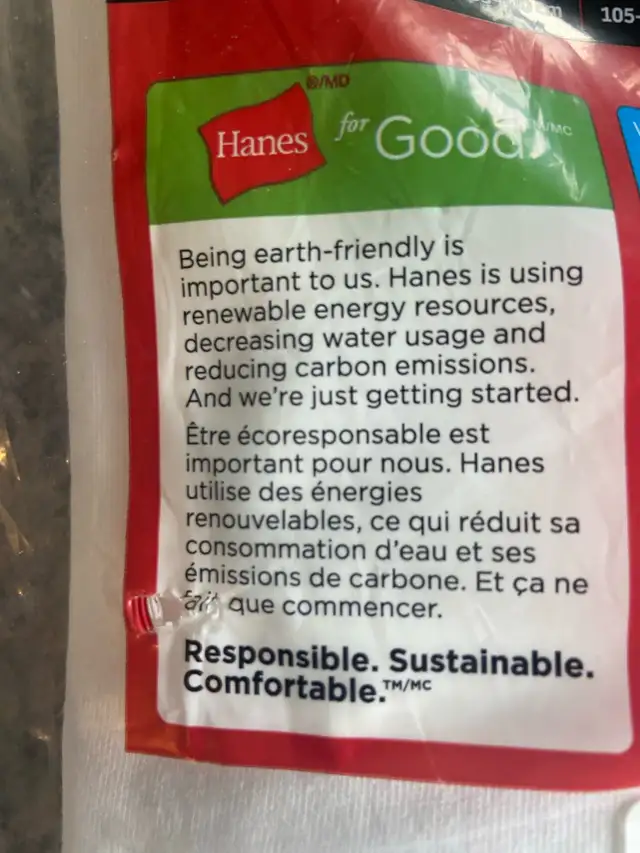 105-
®/MD
Hanes for Good
MC
Being earth-friendly is
important to us. Hanes is using
renewable energy resources,
decreasing water usage and
reducing carbon emissions.
And we're just getting started.
Être écoresponsable est
important pour nous. Hanes
utilise des énergies
renouvelables, ce qui réduit sa
consommation d'eau et ses
émissions de carbone. Et ça ne
fait que commencer.
Responsible. Sustainable.
Comfortable.™/MC